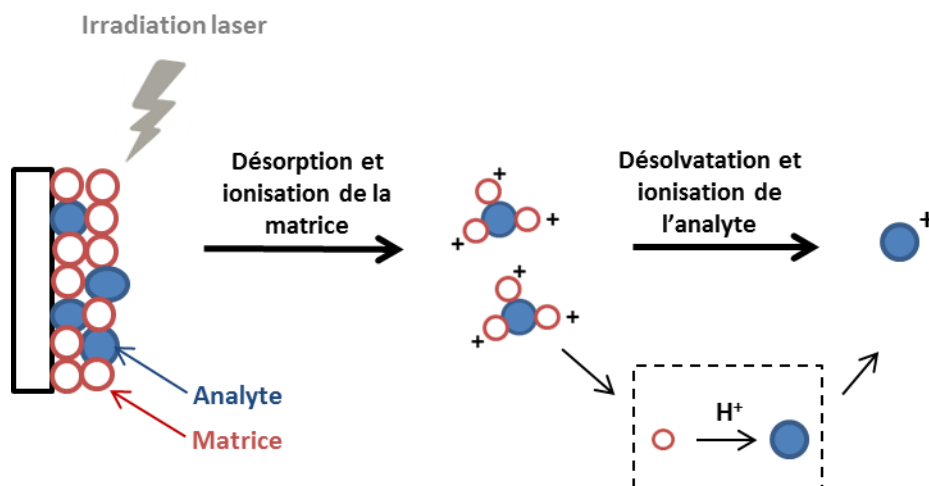 Irradiation laser
Désorption et
ionisation de la
matrice
Désolvatation et
ionisation de
l'analyte
+
+
+
+
+
+
+
Analyte
Matrice
H⁺